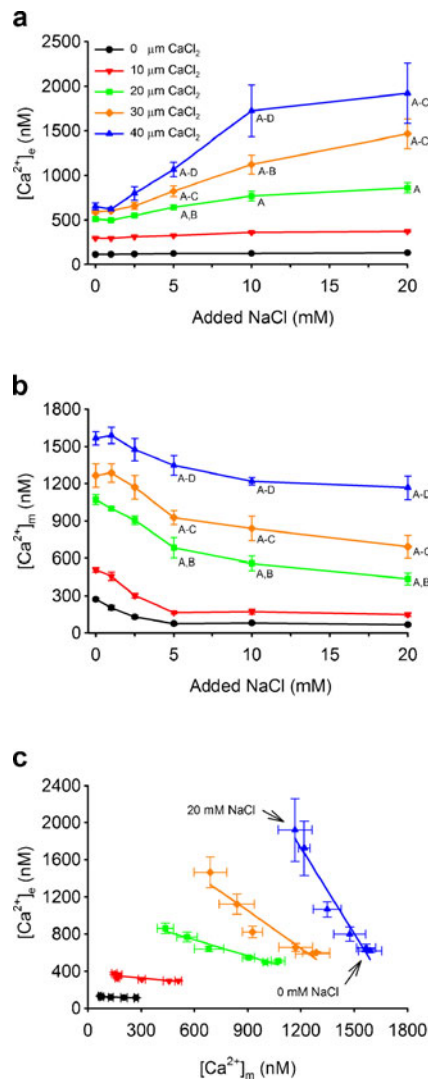 a
0 μm CaCl2
10 μm CaCl2
20 μm CaCl2
30 μm CaCl2
40 μm CaCl2
[Ca2+]e (nM)
2500
2000
1500
1000
500
0
A-D
A-D
A-C
A-C
A-B
A-C
A,B
A
A
0
5
10
15
20
Added NaCl (mM)
b
[Ca2+]m (nM)
1800
1500
1200
900
600
300
0
A-D
A-D
A-D
A-C
A-C
A-C
A,B
A,B
A,B
0
5
10
15
20
Added NaCl (mM)
c
[Ca2+]e (nM)
2400
2000
1600
1200
800
400
0
20 mM NaCl
0 mM NaCl
0
300
600
900
1200
1500
1800
[Ca2+]m (nM)